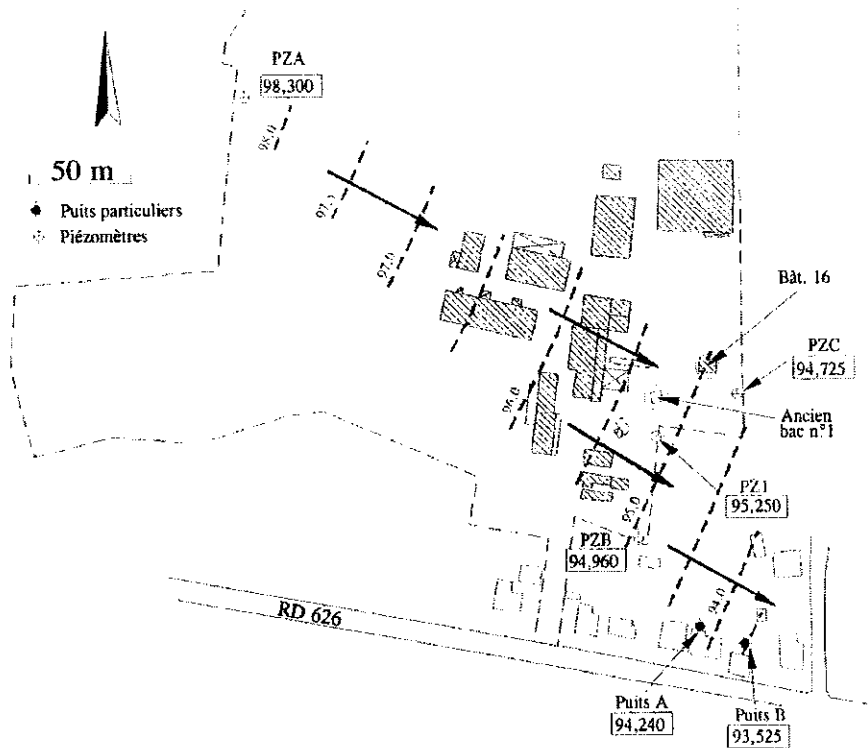 PZA
98,300
98,0
50 m
Puits particuliers
Piézomètres
97,0
Bât. 16
PZC
94,725
96,0
Ancien
bac n°1
PZ1
95,250
95,0
PZB
94,960
94,0
RD 626
Puits A
94,240
Puits B
93,525